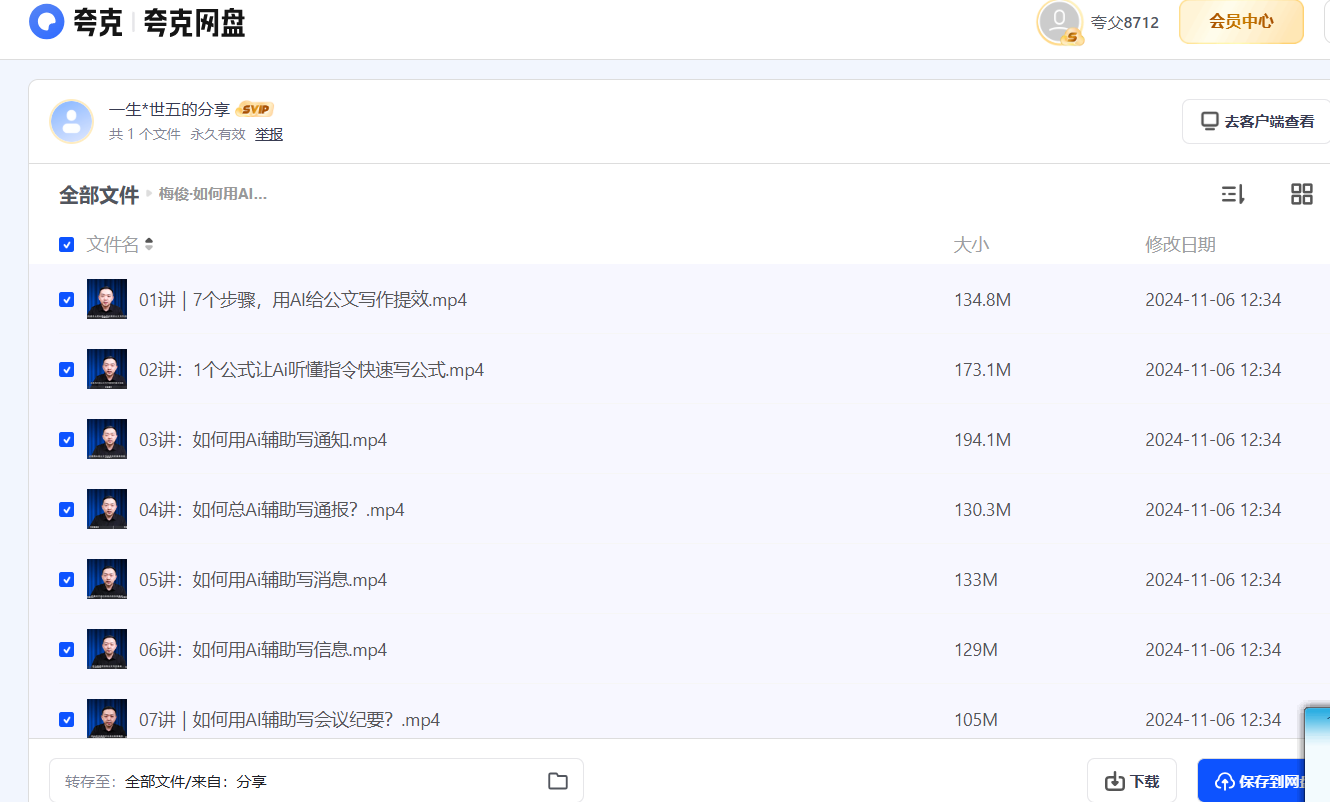 夸克 夸克网盘
夸父8712 会员中心
一生*世五的分享 SVIP
共 1 个文件 永久有效 举报
去客户端查看
全部文件 梅俊·如何用AI...
文件名 大小 修改日期
01讲 | 7个步骤，用AI给公文写作提效.mp4 134.8M 2024-11-06 12:34
02讲：1个公式让Ai听懂指令快速写公式.mp4 173.1M 2024-11-06 12:34
03讲：如何用Ai辅助写通知.mp4 194.1M 2024-11-06 12:34
04讲：如何总Ai辅助写通报？.mp4 130.3M 2024-11-06 12:34
05讲：如何用Ai辅助写消息.mp4 133M 2024-11-06 12:34
06讲：如何用Ai辅助写信息.mp4 129M 2024-11-06 12:34
07讲 | 如何用AI辅助写会议纪要？.mp4 105M 2024-11-06 12:34
转存至：全部文件/来自：分享 下载 保存到网盘